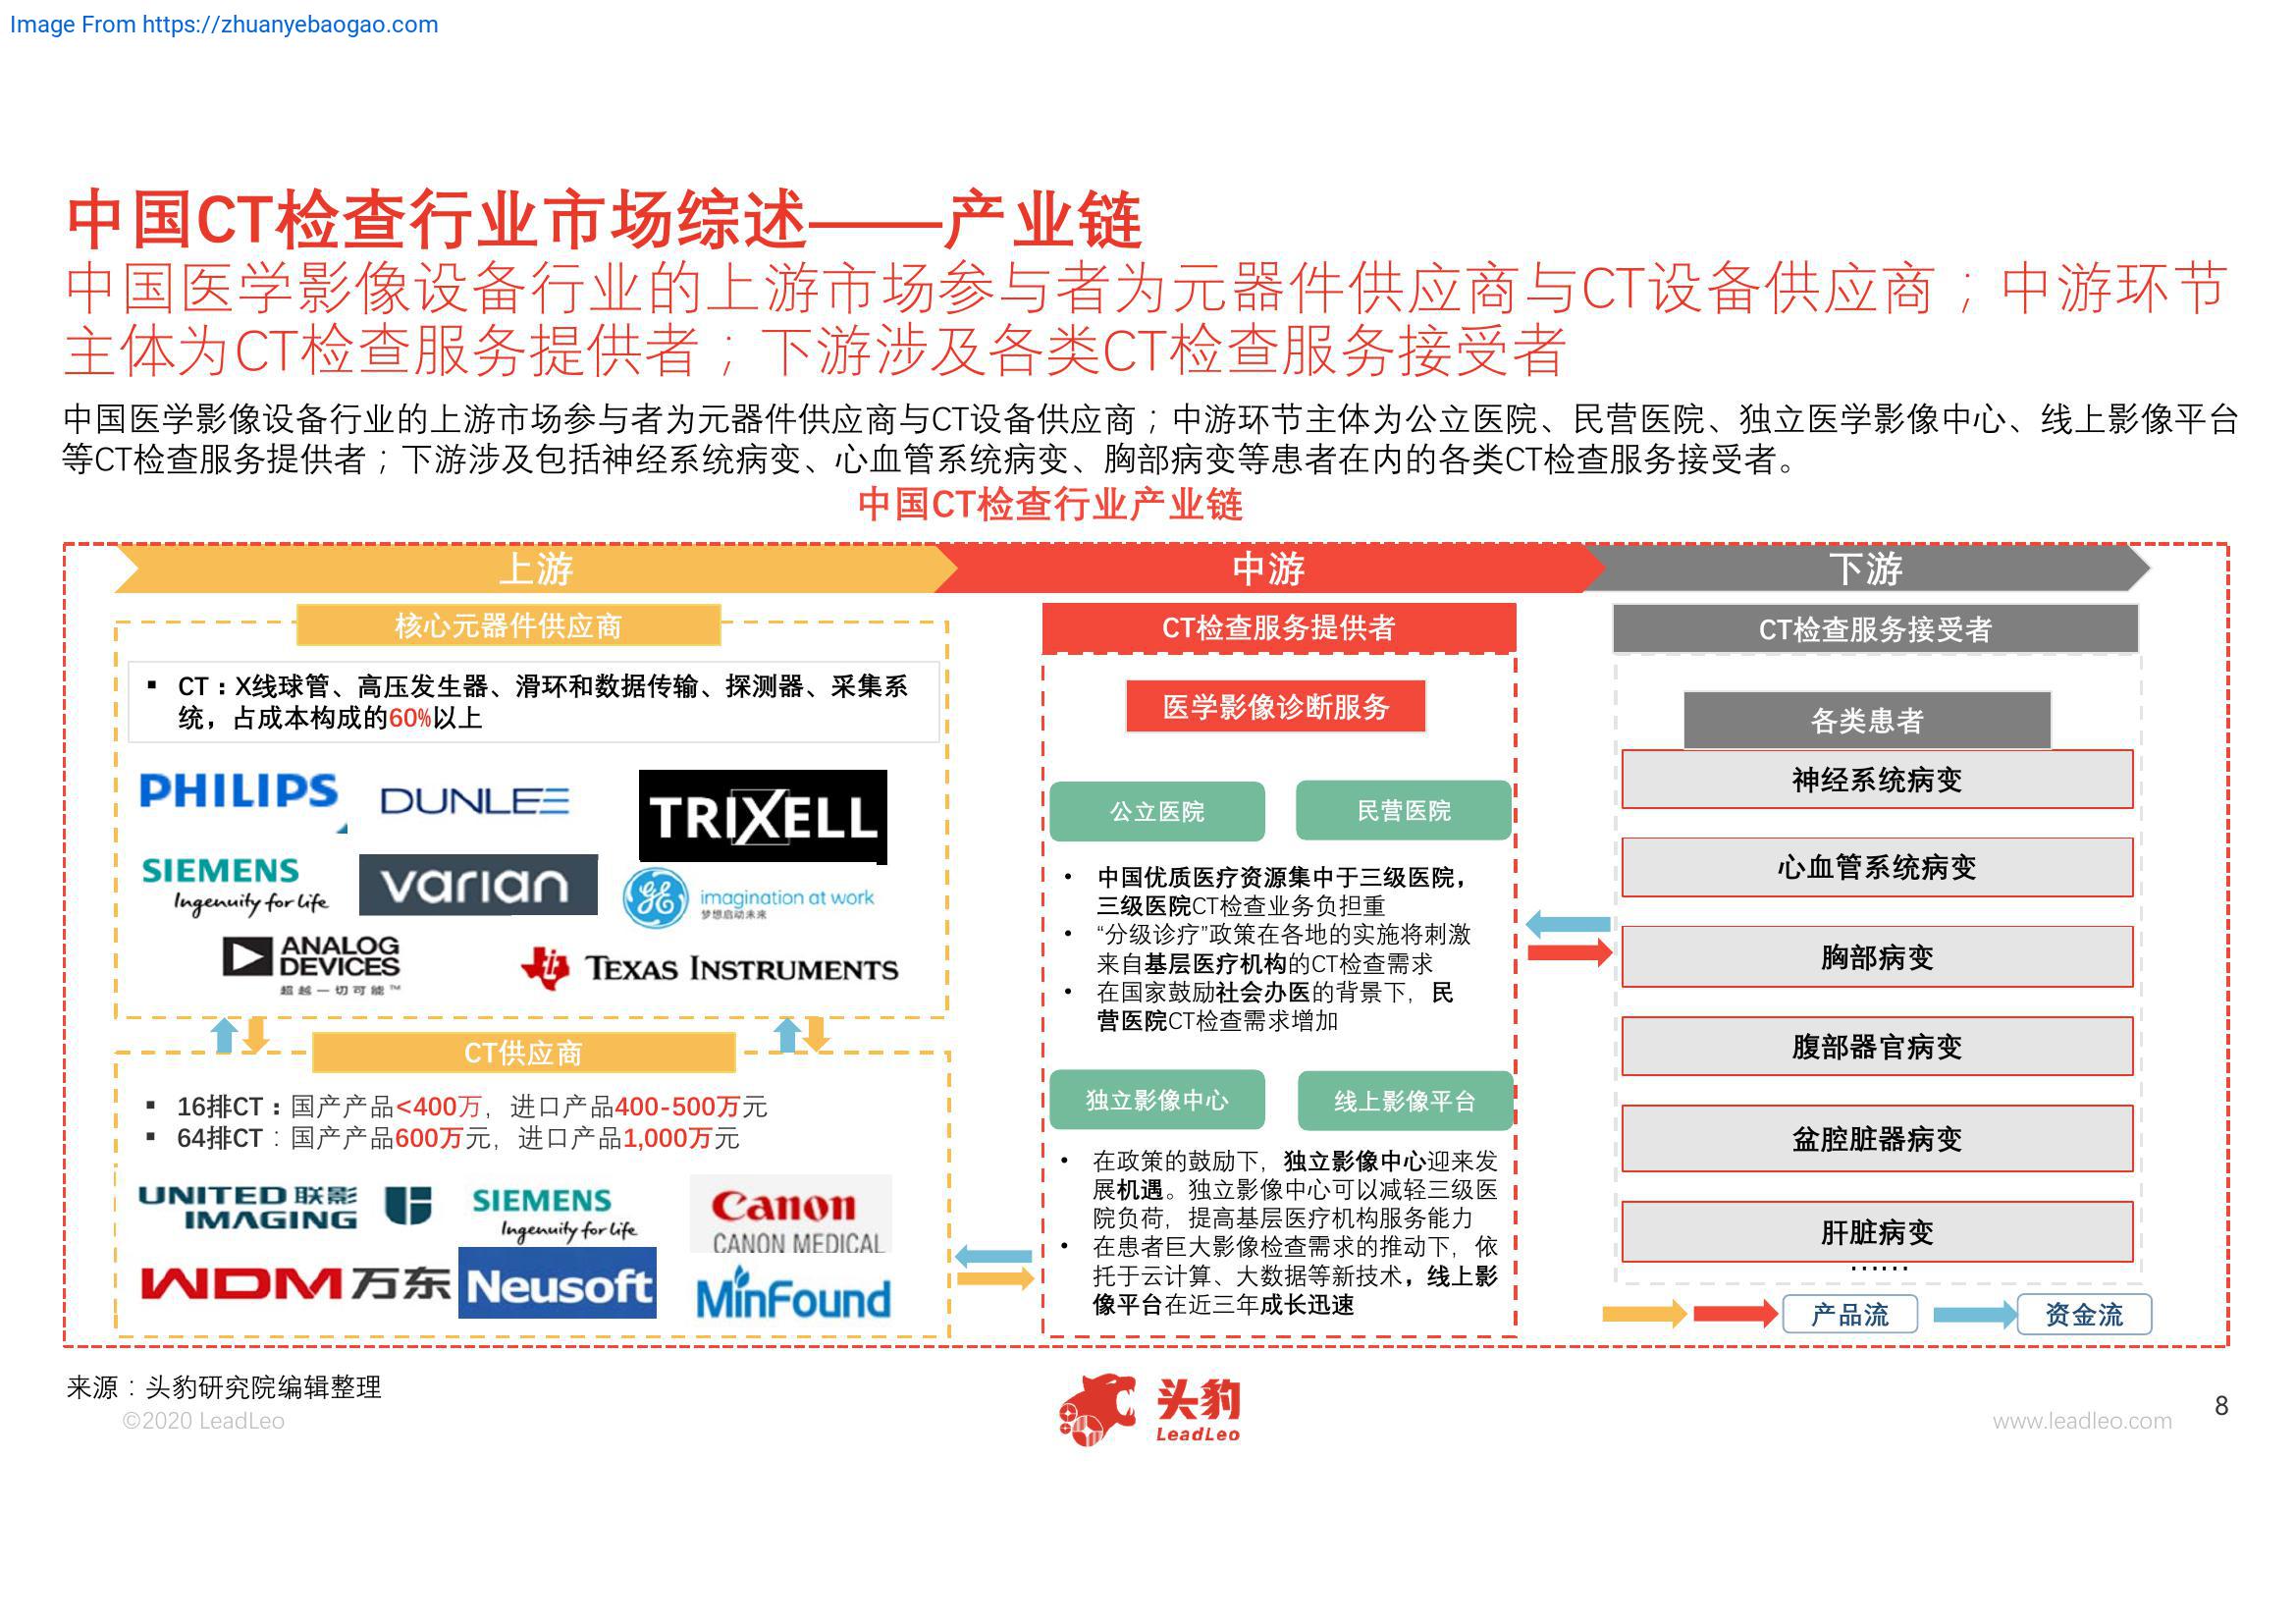 Image From https://zhuanyebaogao.com
中国CT检查行业市场综述——产业链
中国医学影像设备行业的上游市场参与者为元器件供应商与CT设备供应商；中游环节
主体为CT检查服务提供者；下游涉及各类CT检查服务接受者
中国医学影像设备行业的上游市场参与者为元器件供应商与CT设备供应商；中游环节主体为公立医院、民营医院、独立医学影像中心、线上影像平台
等CT检查服务提供者；下游涉及包括神经系统病变、心血管系统病变、胸部病变等患者在内的各类CT检查服务接受者。
中国CT检查行业产业链
上游
中游
下游
核心元器件供应商
▪ CT：X线球管、高压发生器、滑环和数据传输、探测器、采集系
统，占成本构成的60%以上
PHILIPS
DUNLEE
TRIXELL
SIEMENS
Ingenuity for life
varian
GE
imagination at work
梦想启动未来
ANALOG
DEVICES
超越一切可能™
TEXAS INSTRUMENTS
CT供应商
▪ 16排CT：国产产品<400万，进口产品400-500万元
▪ 64排CT：国产产品600万元，进口产品1,000万元
UNITED 联影
IMAGING
SIEMENS
Ingenuity for life
Canon
CANON MEDICAL
WDM 万东
Neusoft
MinFound
CT检查服务提供者
医学影像诊断服务
公立医院
民营医院
• 中国优质医疗资源集中于三级医院，
三级医院CT检查业务负担重
• “分级诊疗”政策在各地的实施将刺激
来自基层医疗机构的CT检查需求
• 在国家鼓励社会办医的背景下，民
营医院CT检查需求增加
独立影像中心
线上影像平台
• 在政策的鼓励下，独立影像中心迎来发
展机遇。独立影像中心可以减轻三级医
院负荷，提高基层医疗机构服务能力
• 在患者巨大影像检查需求的推动下，依
托于云计算、大数据等新技术，线上影
像平台在近三年成长迅速
CT检查服务接受者
各类患者
神经系统病变
心血管系统病变
胸部病变
腹部器官病变
盆腔脏器病变
肝脏病变
……
产品流
资金流
来源：头豹研究院编辑整理
©2020 LeadLeo
头豹
LeadLeo
www.leadleo.com
8